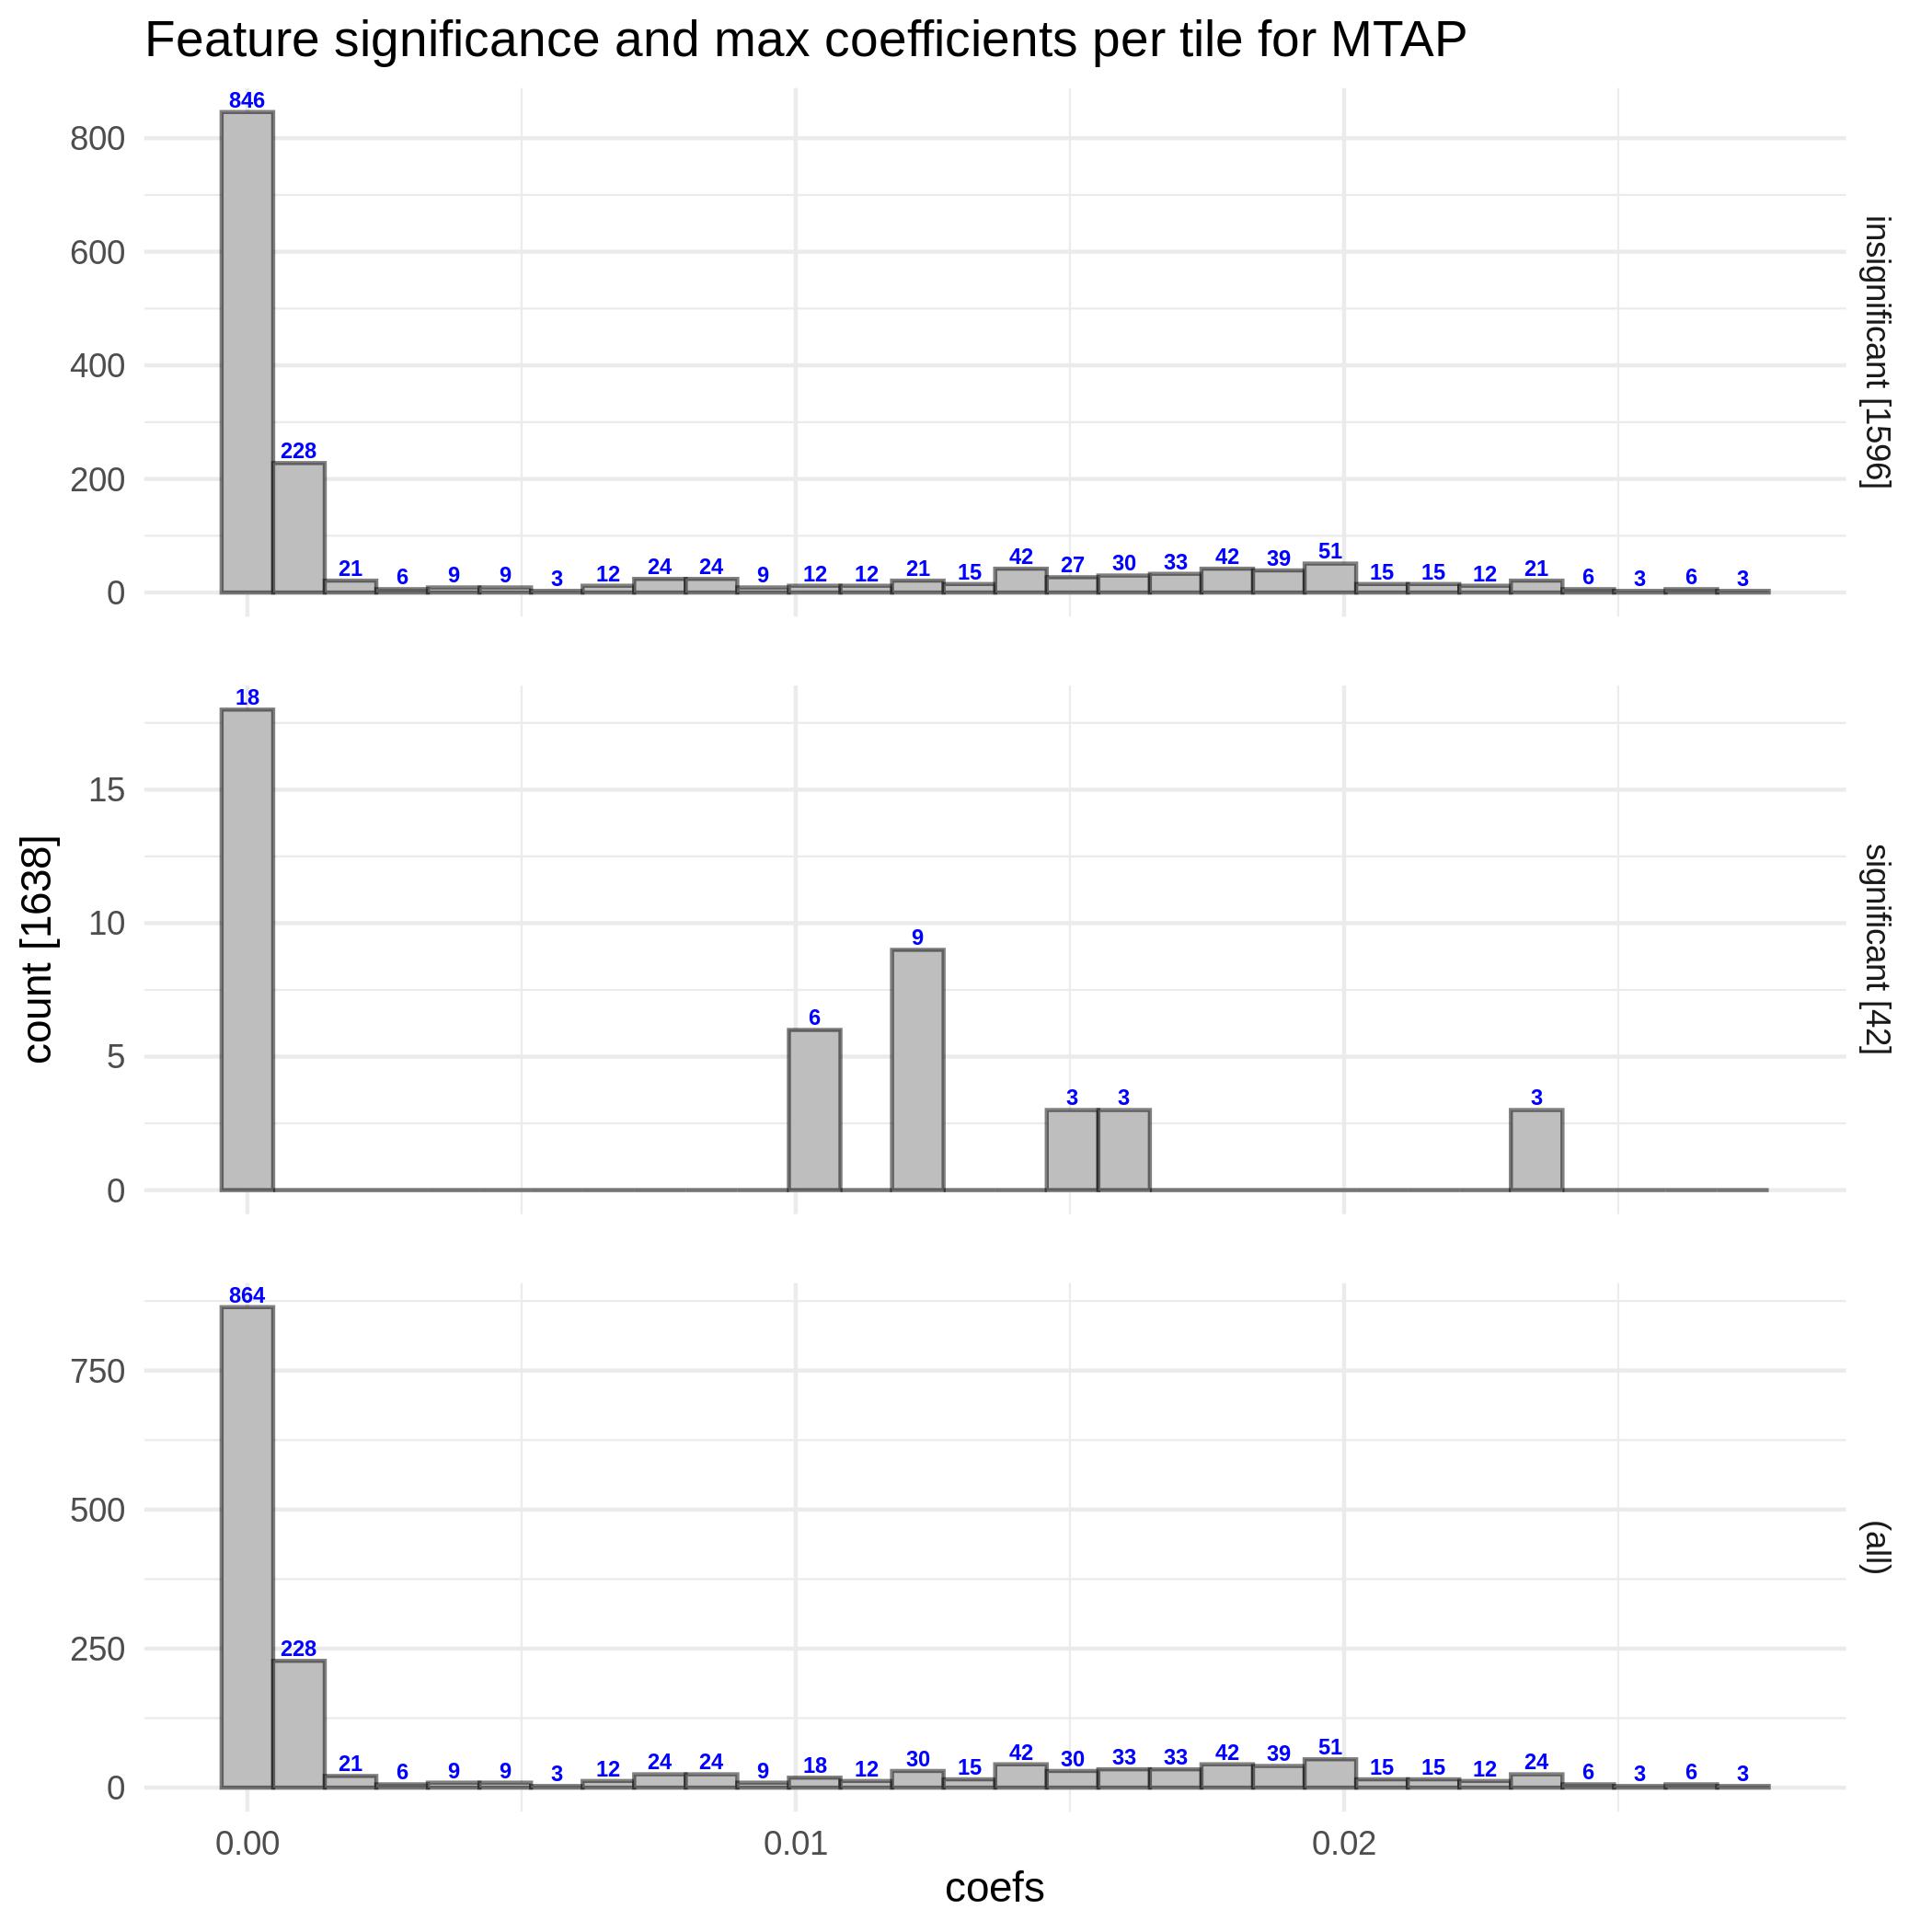 Feature significance and max coefficients per tile for MTAP
846
800
600
400
228
200
21 6 9 9 3 12 24 24 9 12 12 21 15 42 27 30 33 42 39 51 15 15 12 21 6 3 6 3
0
insignificant [1596]
18
15
10
9
6
5
3 3 3
0
significant [42]
count [1638]
864
750
500
250
228
21 6 9 9 3 12 24 24 9 18 12 30 15 42 30 33 33 42 39 51 15 15 12 24 6 3 6 3
0
(all)
0.00 0.01 0.02
coefs